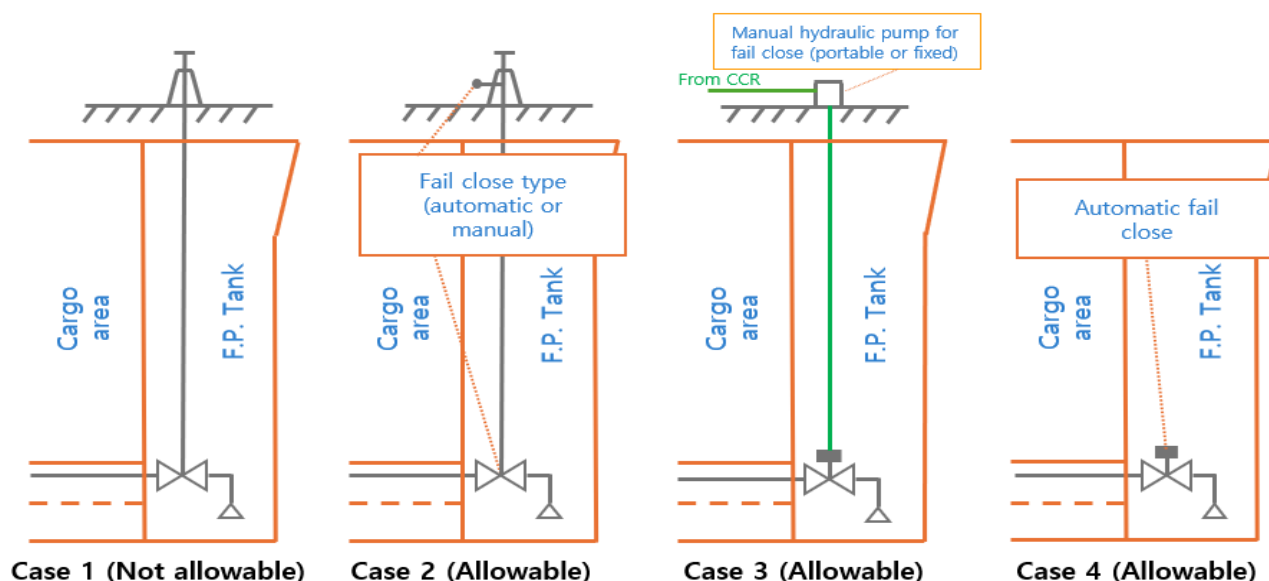 Manual hydraulic pump for
fail close (portable or fixed)
From CCR
Fail close type
(automatic or
manual)
Automatic fail
close
Cargo
area
F.P. Tank
Cargo
area
F.P. Tank
Cargo
area
F.P. Tank
Cargo
area
F.P. Tank
Case 1 (Not allowable)
Case 2 (Allowable)
Case 3 (Allowable)
Case 4 (Allowable)